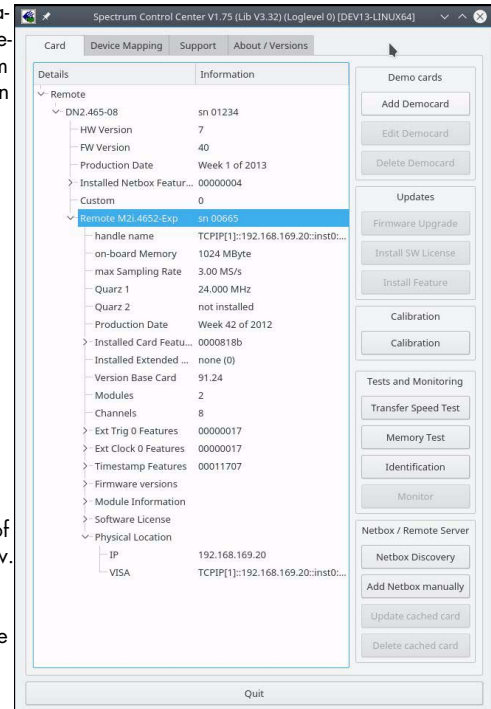 Spectrum Control Center V1.75 (Lib V3.32) (Loglevel 0) [DEV13-LINUX64]
Card Device Mapping Support About / Versions
Details Information
Remote
DN2.465-08 sn 01234
HW Version 7
FW Version 40
Production Date Week 1 of 2013
Installed Netbox Featur... 00000004
Custom 0
Remote M2i.4652-Exp sn 00665
handle name TCPIP[1]::192.168.169.20::inst0:...
on-board Memory 1024 MByte
max Sampling Rate 3.00 MS/s
Quarz 1 24.000 MHz
Quarz 2 not installed
Production Date Week 42 of 2012
Installed Card Featu... 0000818b
Installed Extended ... none (0)
Version Base Card 91.24
Modules 2
Channels 8
Ext Trig 0 Features 00000017
Ext Clock 0 Features 00000017
Timestamp Features 00011707
Firmware versions
Module Information
Software License
Physical Location
IP 192.168.169.20
VISA TCPIP[1]::192.168.169.20::inst0:...
Demo cards
Add Democard
Edit Democard
Delete Democard
Updates
Firmware Upgrade
Install SW License
Install Feature
Calibration
Calibration
Tests and Monitoring
Transfer Speed Test
Memory Test
Identification
Monitor
Netbox / Remote Server
Netbox Discovery
Add Netbox manually
Update cached card
Delete cached card
Quit